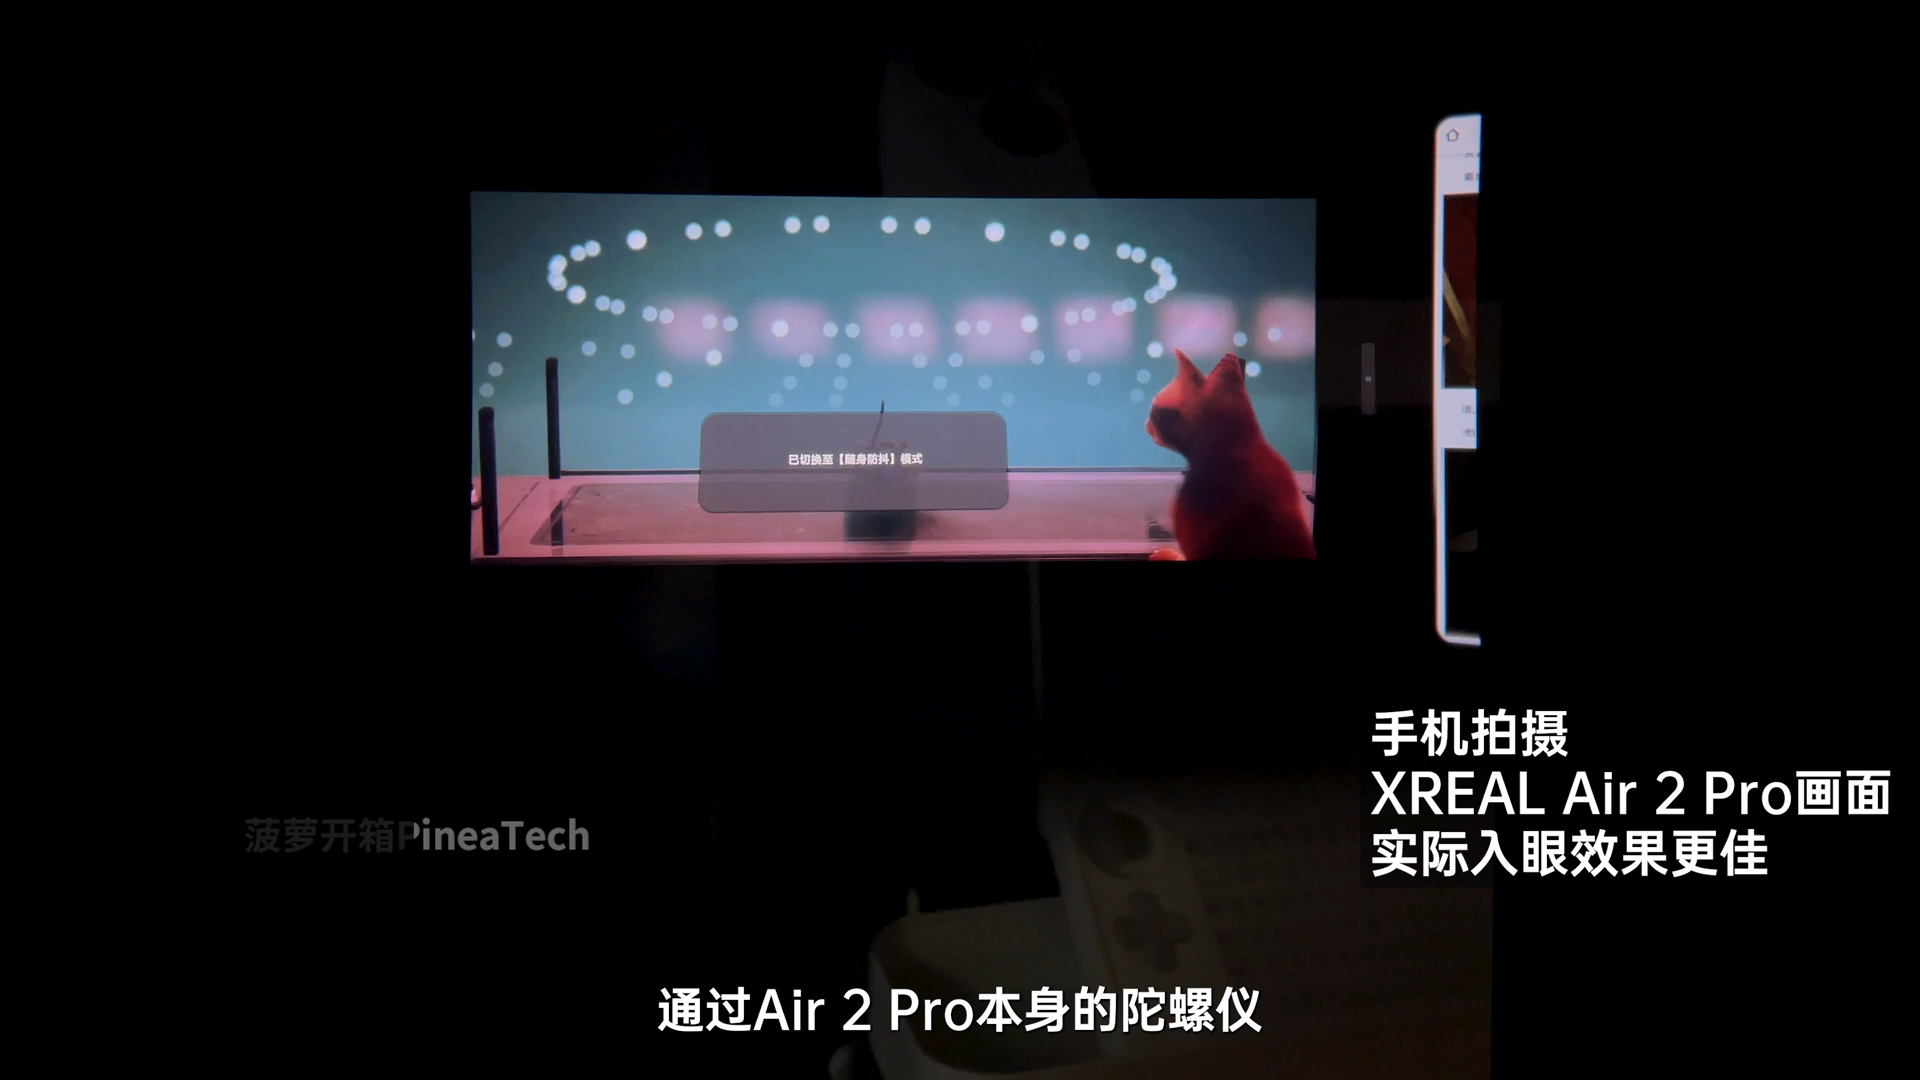 已切换至【随身防抖】模式
手机拍摄
XREAL Air 2 Pro画面
实际入眼效果更佳
菠萝开箱PineaTech
通过Air 2 Pro本身的陀螺仪